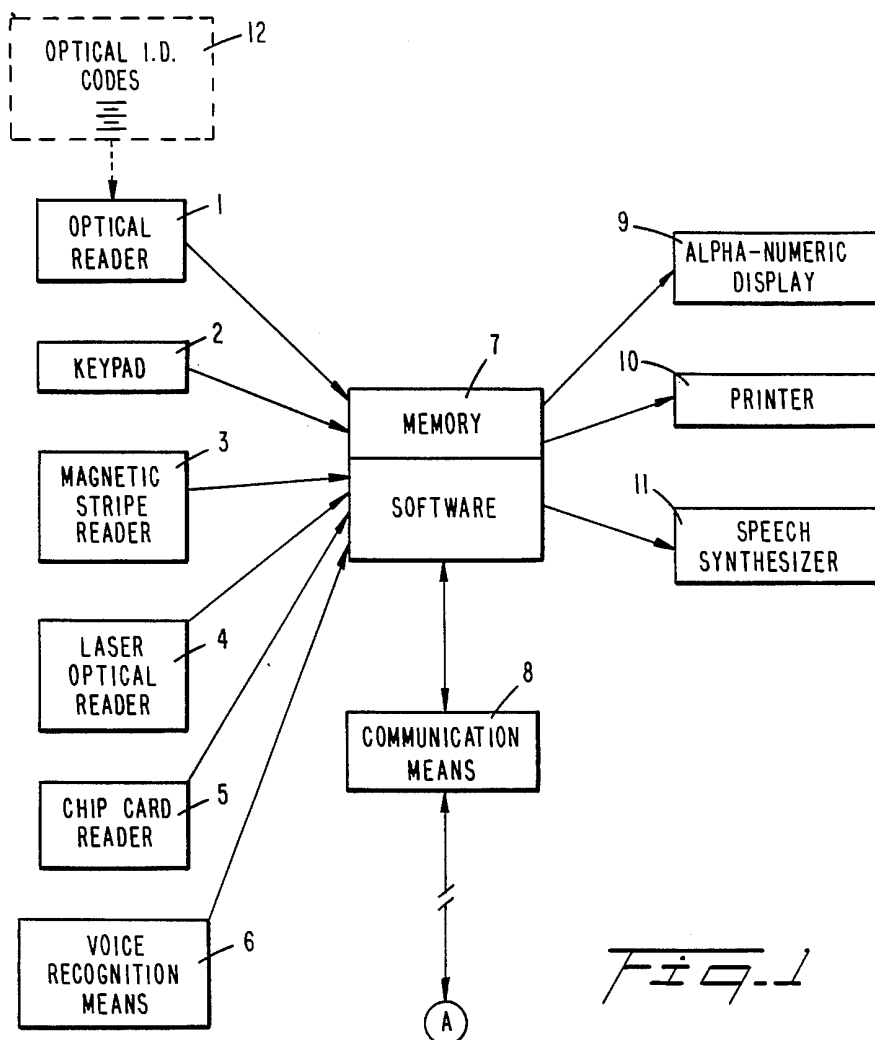 12
OPTICAL I.D.
CODES
1
OPTICAL
READER
2
KEYPAD
3
MAGNETIC
STRIPE
READER
4
LASER
OPTICAL
READER
5
CHIP CARD
READER
6
VOICE
RECOGNITION
MEANS
7
MEMORY
SOFTWARE
8
COMMUNICATION
MEANS
A
9
ALPHA-NUMERIC
DISPLAY
10
PRINTER
11
SPEECH
SYNTHESIZER
Fig. 1